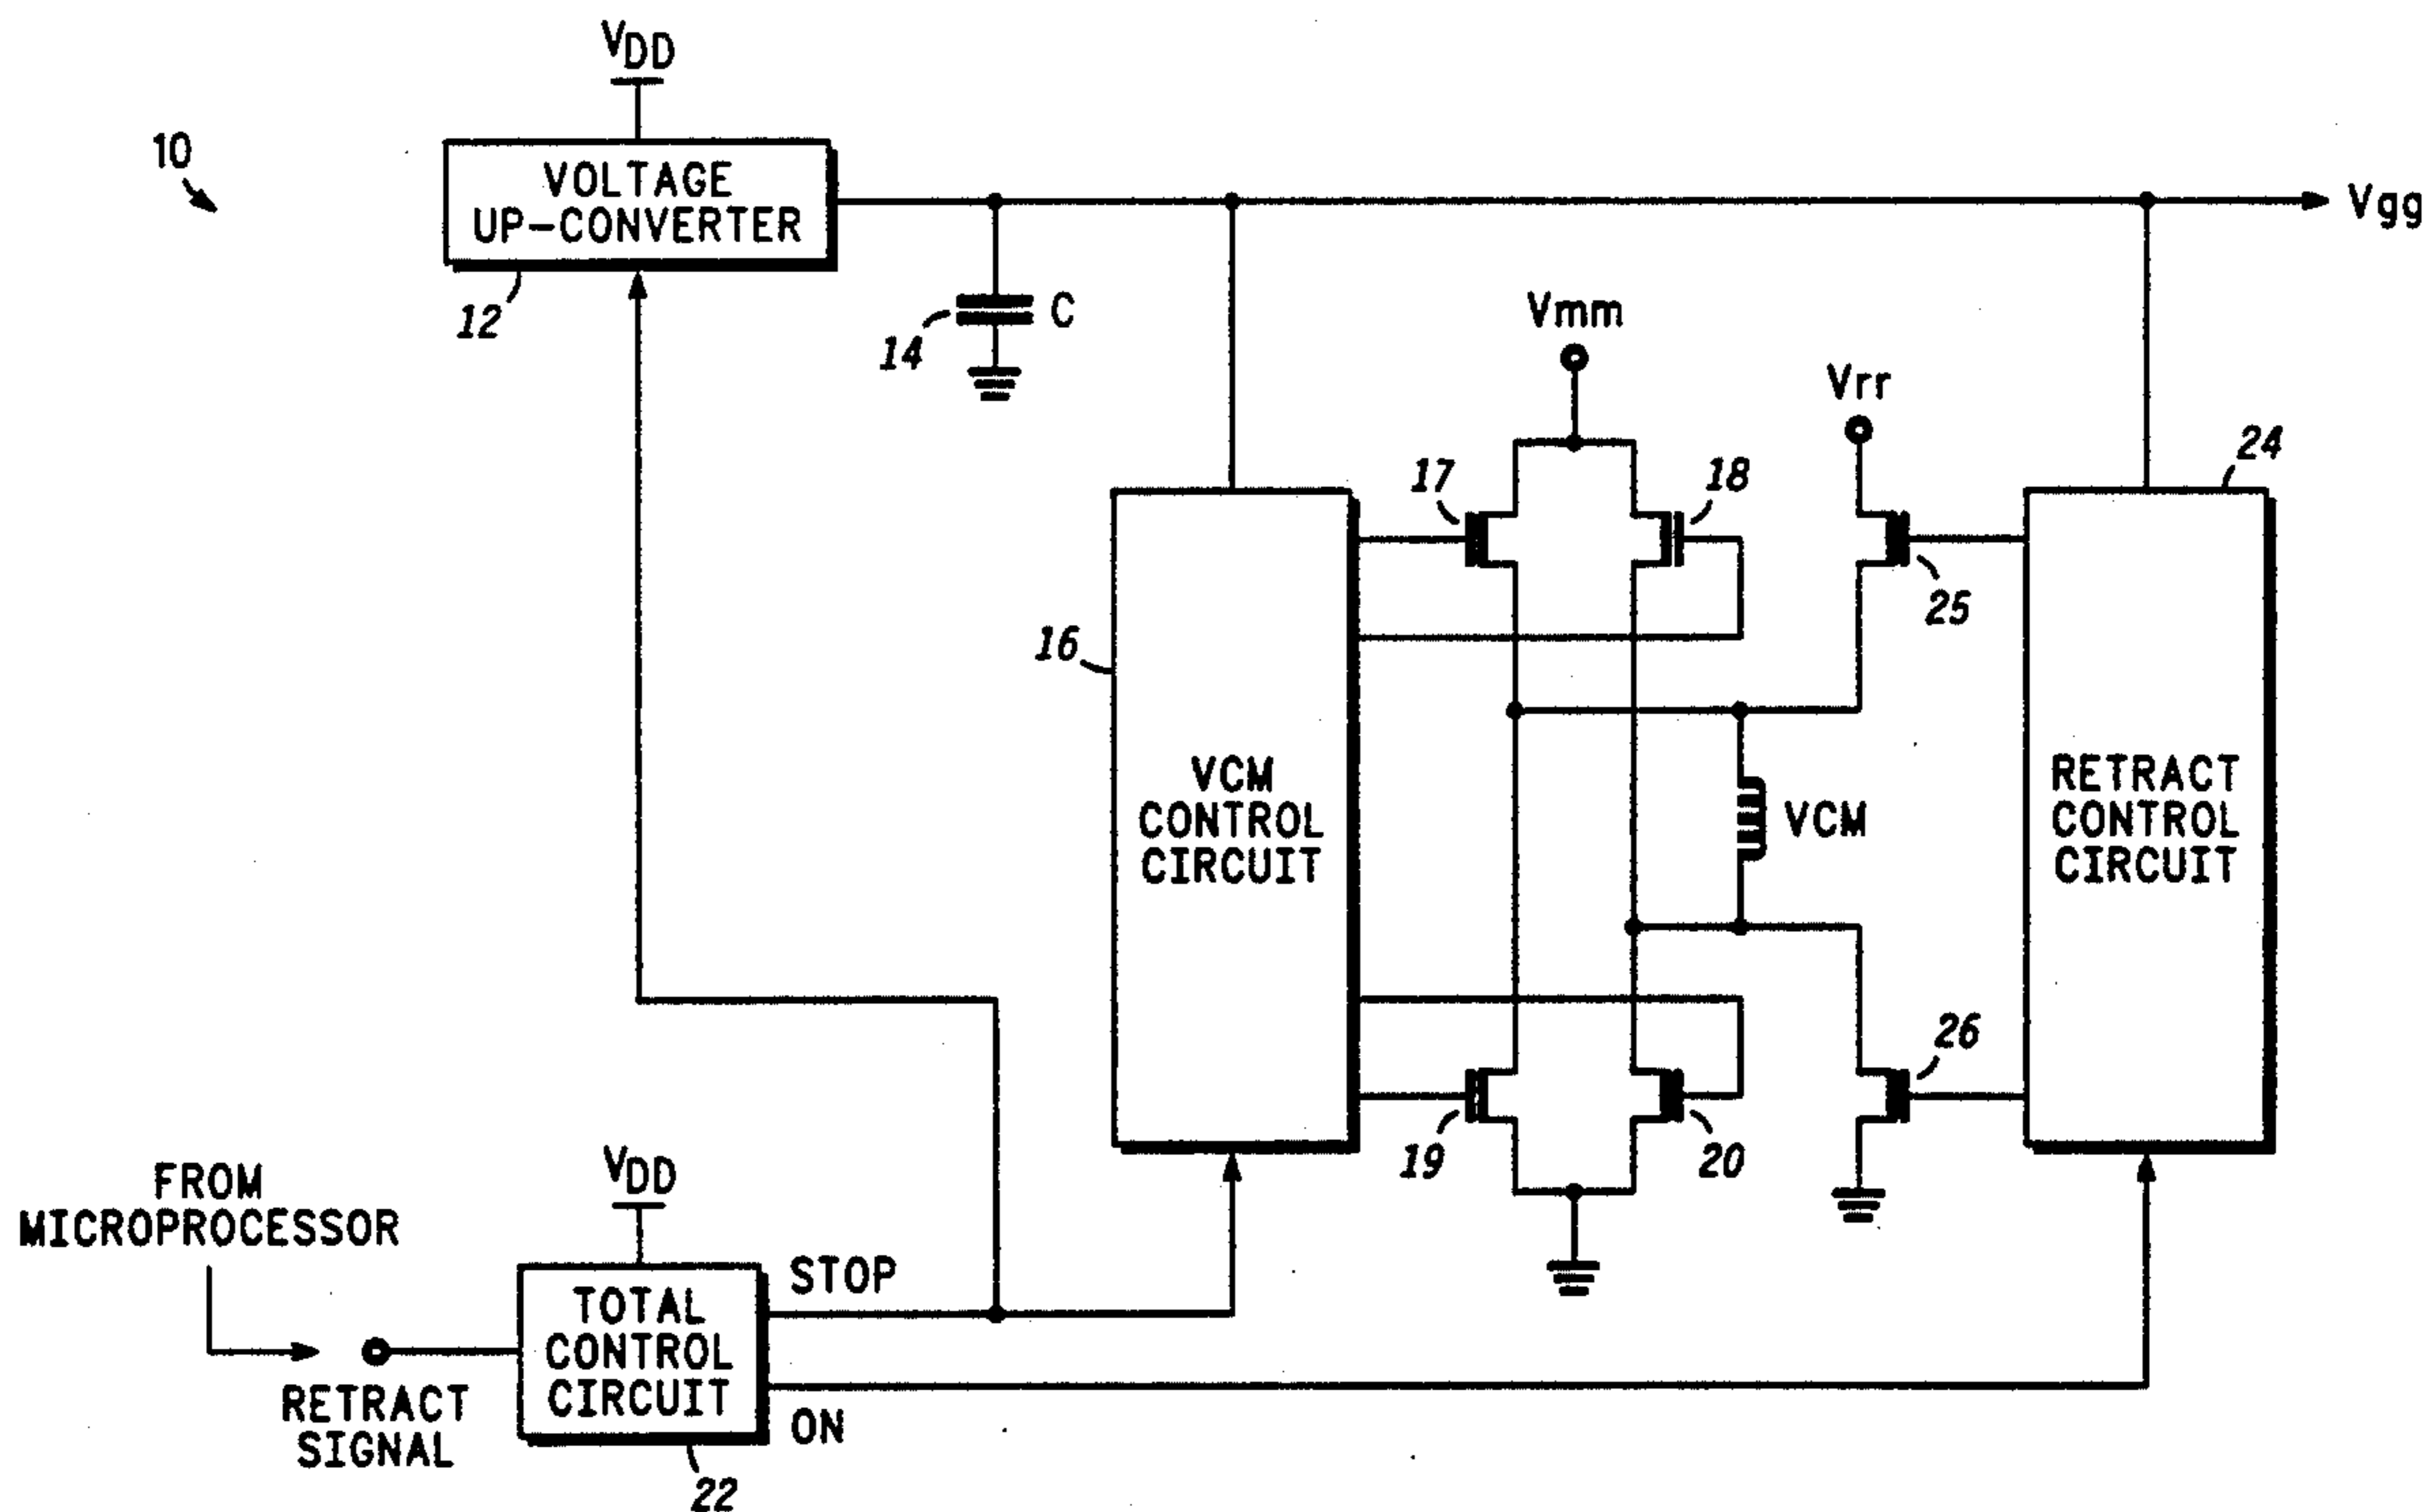 VDD
10
VOLTAGE
UP-CONVERTER
Vgg
12
14
C
Vmm
Vrr
17
18
24
25
16
VCM
CONTROL
CIRCUIT
VCM
RETRACT
CONTROL
CIRCUIT
26
19
20
FROM
MICROPROCESSOR
VDD
STOP
TOTAL
CONTROL
CIRCUIT
RETRACT
SIGNAL
ON
22